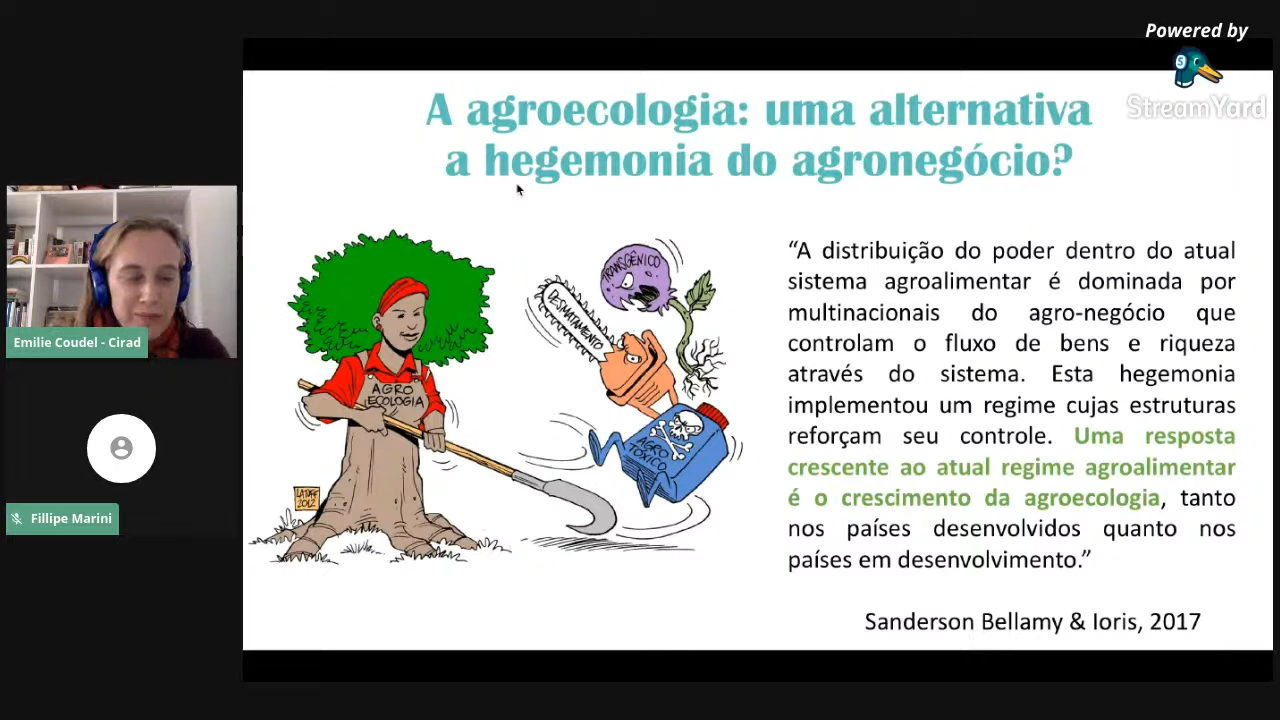 Powered by
StreamYard
A agroecologia: uma alternativa
a hegemonia do agronegócio?
TRANSGÊNICO
DESMATAMENTO
AGRO
ECOLOGIA
AGRO
TÓXICO
LATUFF
2012
“A distribuição do poder dentro do atual
sistema agroalimentar é dominada por
multinacionais do agro-negócio que
controlam o fluxo de bens e riqueza
através do sistema. Esta hegemonia
implementou um regime cujas estruturas
reforçam seu controle. Uma resposta
crescente ao atual regime agroalimentar
é o crescimento da agroecologia, tanto
nos países desenvolvidos quanto nos
países em desenvolvimento.”
Sanderson Bellamy & Ioris, 2017
Emilie Coudel - Cirad
Fillipe Marini